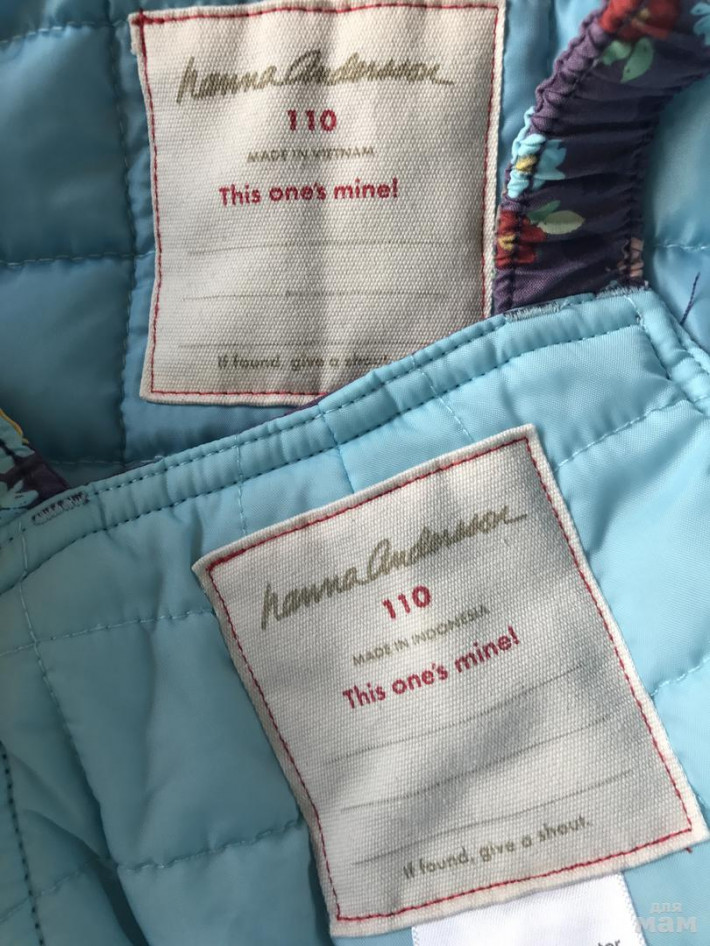 hanna Andersson
110
MADE IN VIETNAM
This one's mine!
If found, give a shout.
hanna Andersson
110
MADE IN INDONESIA
This one's mine!
If found, give a shout.
для
мам